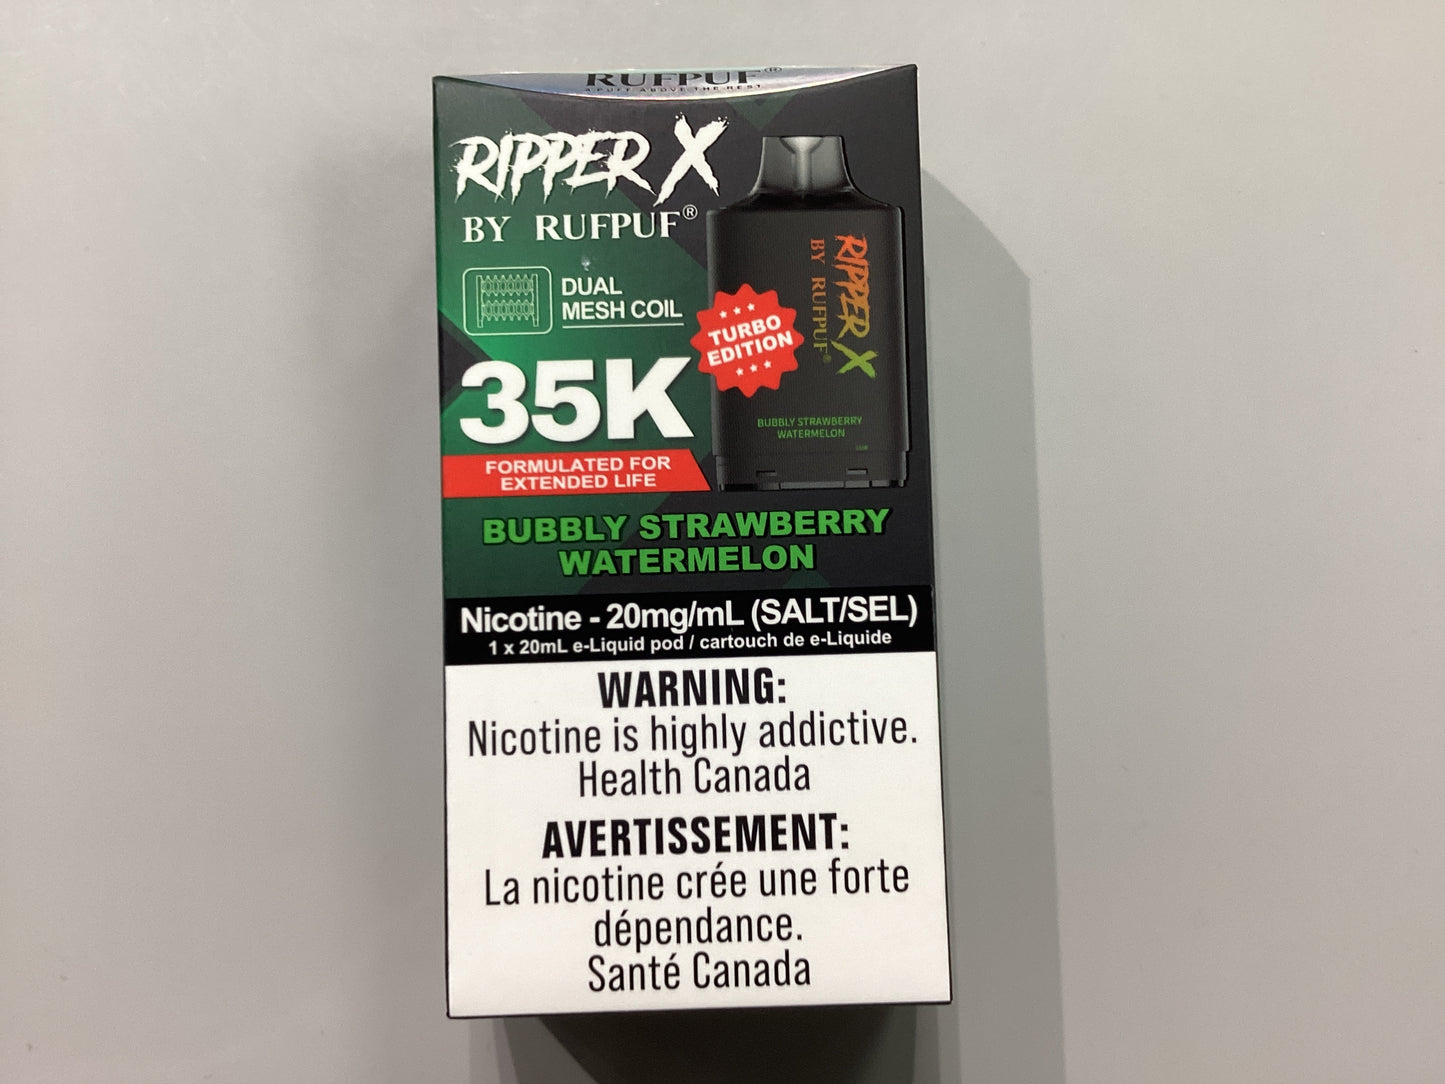 RUFPUF®
A PUFF ABOVE THE REST
RIPPER X
BY RUFPUF®
DUAL
MESH COIL
35K
FORMULATED FOR
EXTENDED LIFE
TURBO
EDITION
RIPPER X
BY RUFPUF®
BUBBLY STRAWBERRY
WATERMELON
BUBBLY STRAWBERRY
WATERMELON
Nicotine - 20mg/mL (SALT/SEL)
1 x 20mL e-Liquid pod / cartouch de e-Liquide
WARNING:
Nicotine is highly addictive.
Health Canada
AVERTISSEMENT:
La nicotine crée une forte
dépendance.
Santé Canada